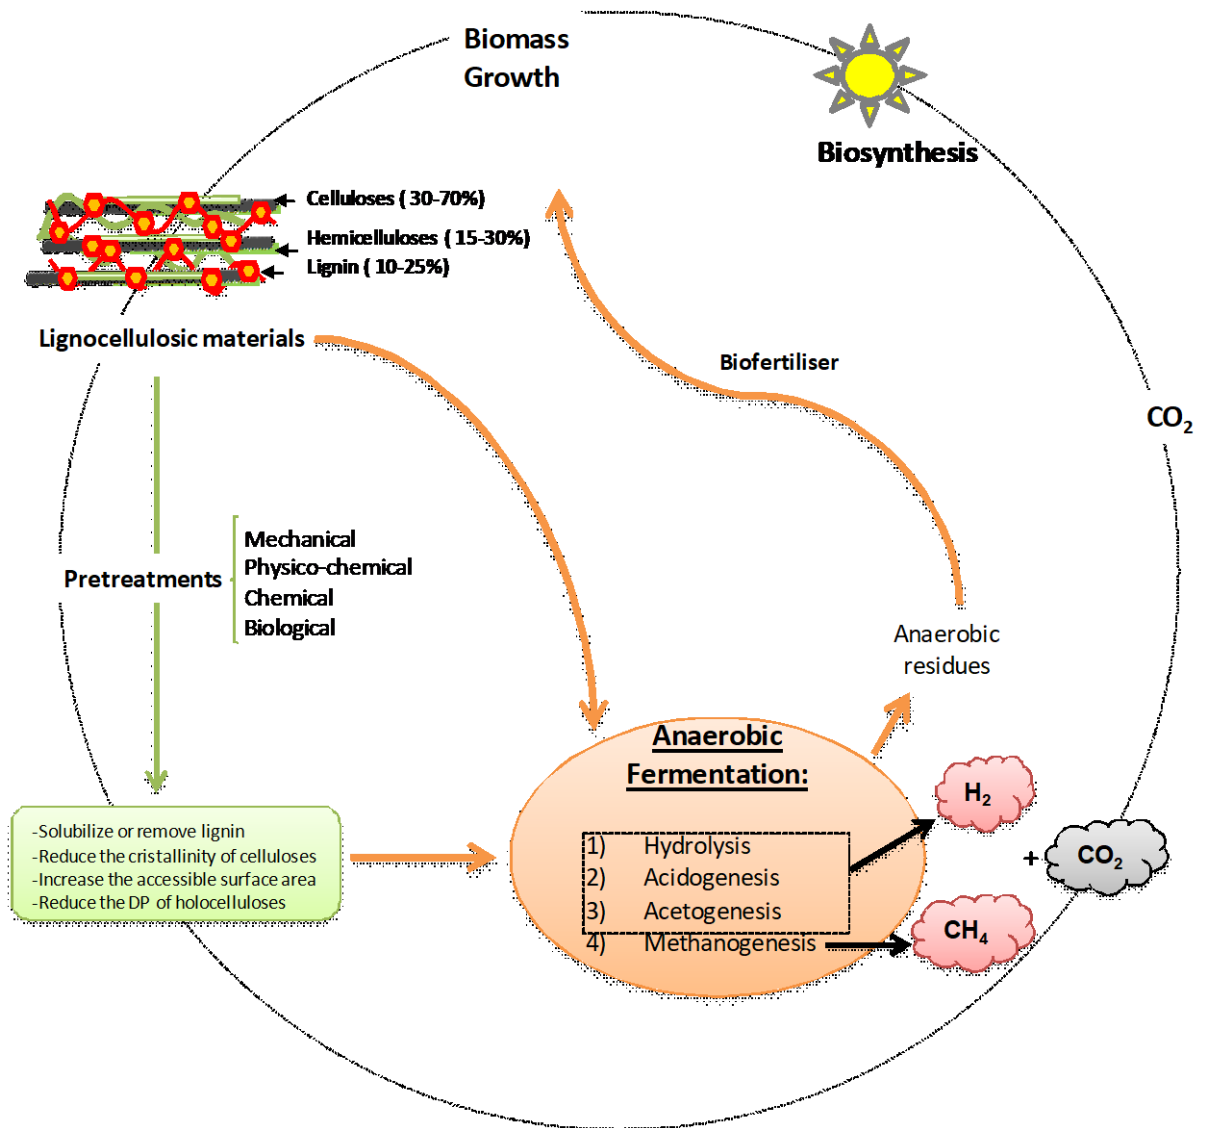 Biomass
Growth
Biosynthesis
Celluloses ( 30-70%)
Hemicelluloses ( 15-30%)
Lignin ( 10-25%)
Lignocellulosic materials
Biofertiliser
CO₂
Pretreatments
Mechanical
Physico-chemical
Chemical
Biological
Anaerobic
residues
-Solubilize or remove lignin
-Reduce the cristallinity of celluloses
-Increase the accessible surface area
-Reduce the DP of holocelluloses
Anaerobic
Fermentation:
1) Hydrolysis
2) Acidogenesis
3) Acetogenesis
4) Methanogenesis
H₂
+
CO₂
CH₄